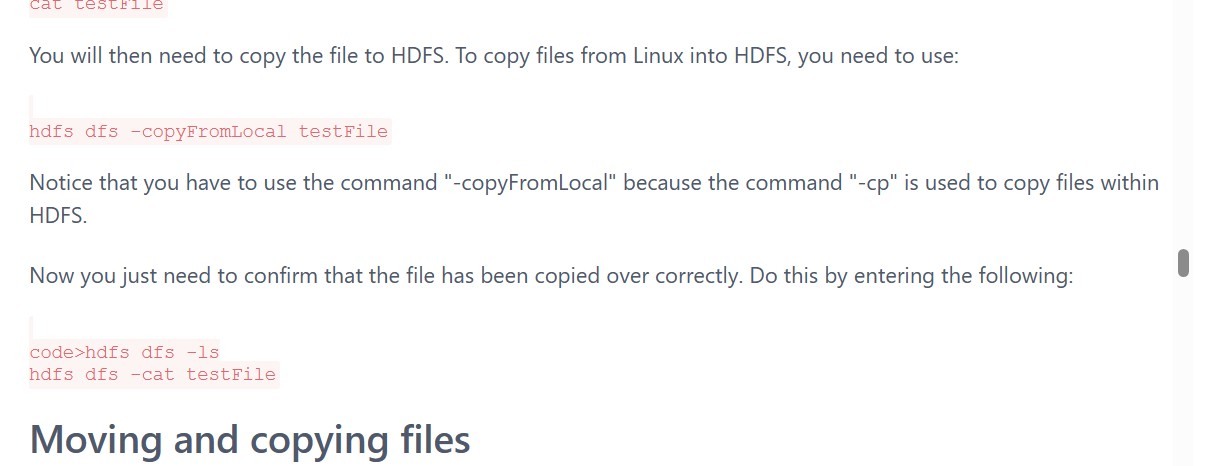 cat testFile
You will then need to copy the file to HDFS. To copy files from Linux into HDFS, you need to use:
hdfs dfs -copyFromLocal testFile
Notice that you have to use the command "-copyFromLocal" because the command "-cp" is used to copy files within
HDFS.
Now you just need to confirm that the file has been copied over correctly. Do this by entering the following:
code>hdfs dfs -ls
hdfs dfs -cat testFile
Moving and copying files